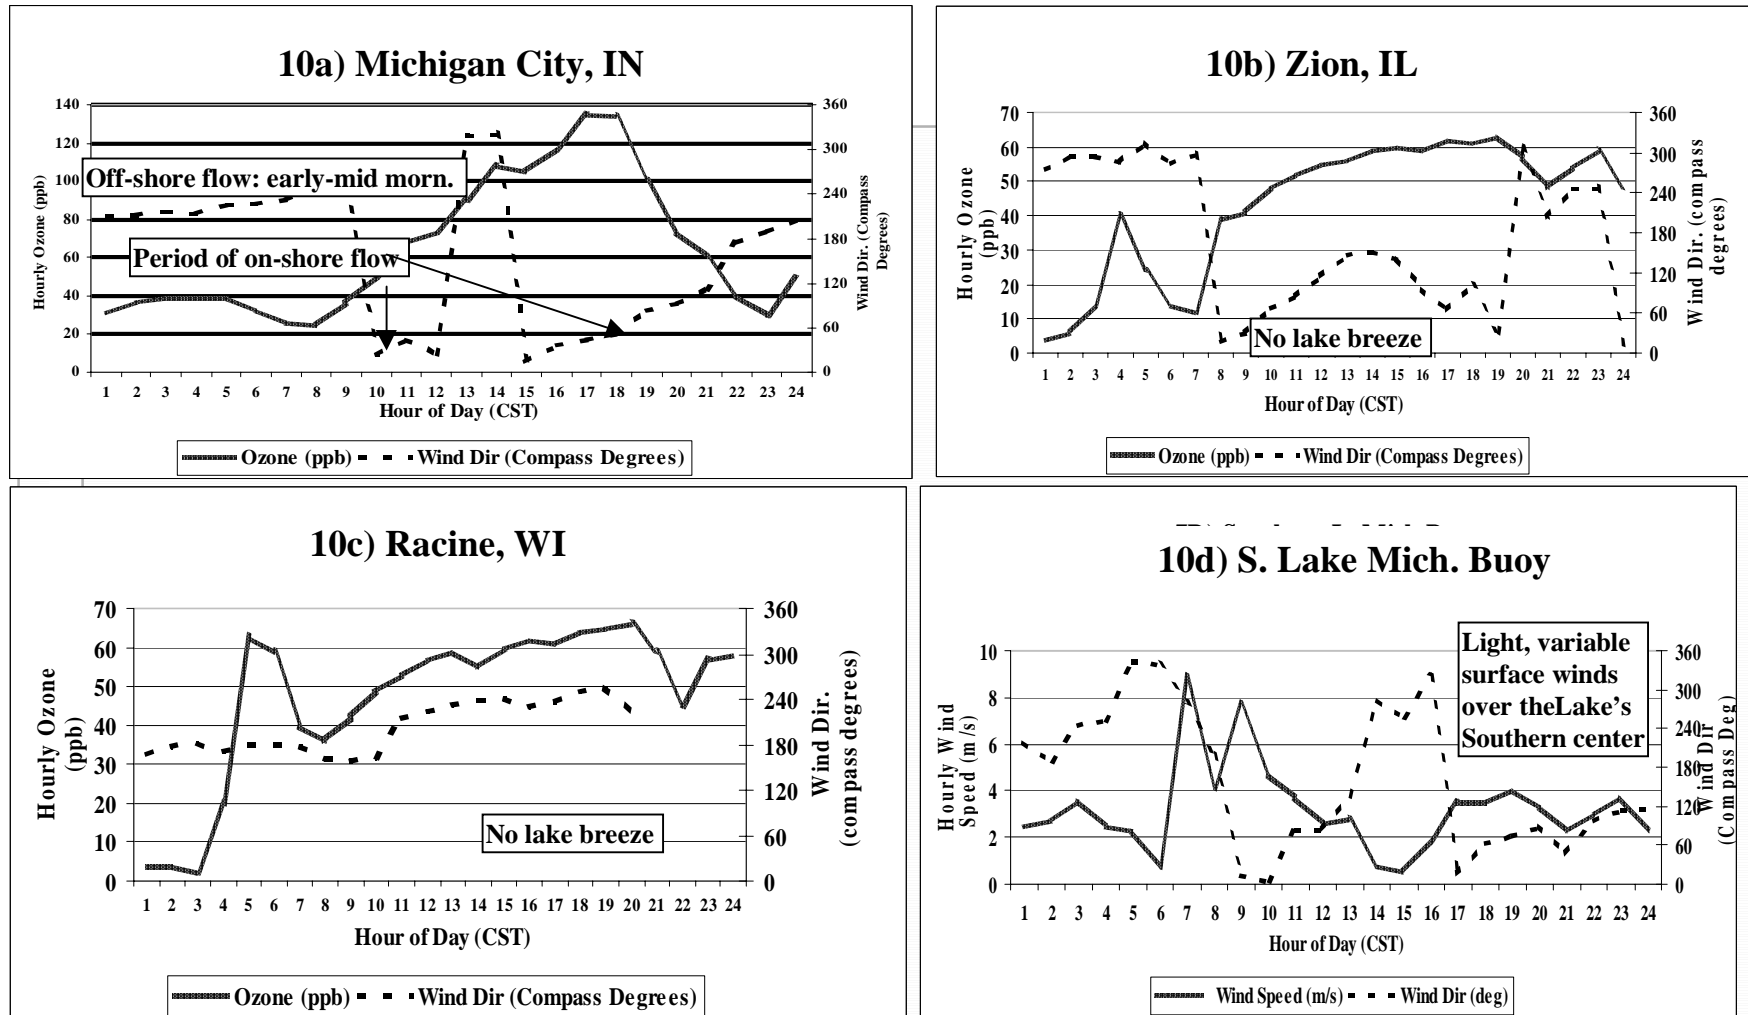 10a) Michigan City, IN
140
120
100
80
60
40
20
0
Hourly Ozone (ppb)
360
300
240
180
120
60
0
Wind Dir. (Compass
Degrees)
Off-shore flow: early-mid morn.
Period of on-shore flow
1 2 3 4 5 6 7 8 9 10 11 12 13 14 15 16 17 18 19 20 21 22 23 24
Hour of Day (CST)
Ozone (ppb) Wind Dir (Compass Degrees)
10b) Zion, IL
70
60
50
40
30
20
10
0
Hourly Ozone
(ppb)
360
300
240
180
120
60
0
Wind Dir. (compass
degrees)
No lake breeze
1 2 3 4 5 6 7 8 9 10 11 12 13 14 15 16 17 18 19 20 21 22 23 24
Hour of Day (CST)
Ozone (ppb) Wind Dir (Compass Degrees)
10c) Racine, WI
70
60
50
40
30
20
10
0
Hourly Ozone
(ppb)
360
300
240
180
120
60
0
Wind Dir.
(compass degrees)
No lake breeze
1 2 3 4 5 6 7 8 9 10 11 12 13 14 15 16 17 18 19 20 21 22 23 24
Hour of Day (CST)
Ozone (ppb) Wind Dir (Compass Degrees)
10d) S. Lake Mich. Buoy
10
8
6
4
2
0
Hourly Wind
Speed (m/s)
360
300
240
180
120
60
0
Wind Dir
(Compass Deg)
Light, variable
surface winds
over theLake's
Southern center
1 2 3 4 5 6 7 8 9 10 11 12 13 14 15 16 17 18 19 20 21 22 23 24
Hour of Day (CST)
Wind Speed (m/s) Wind Dir (deg)